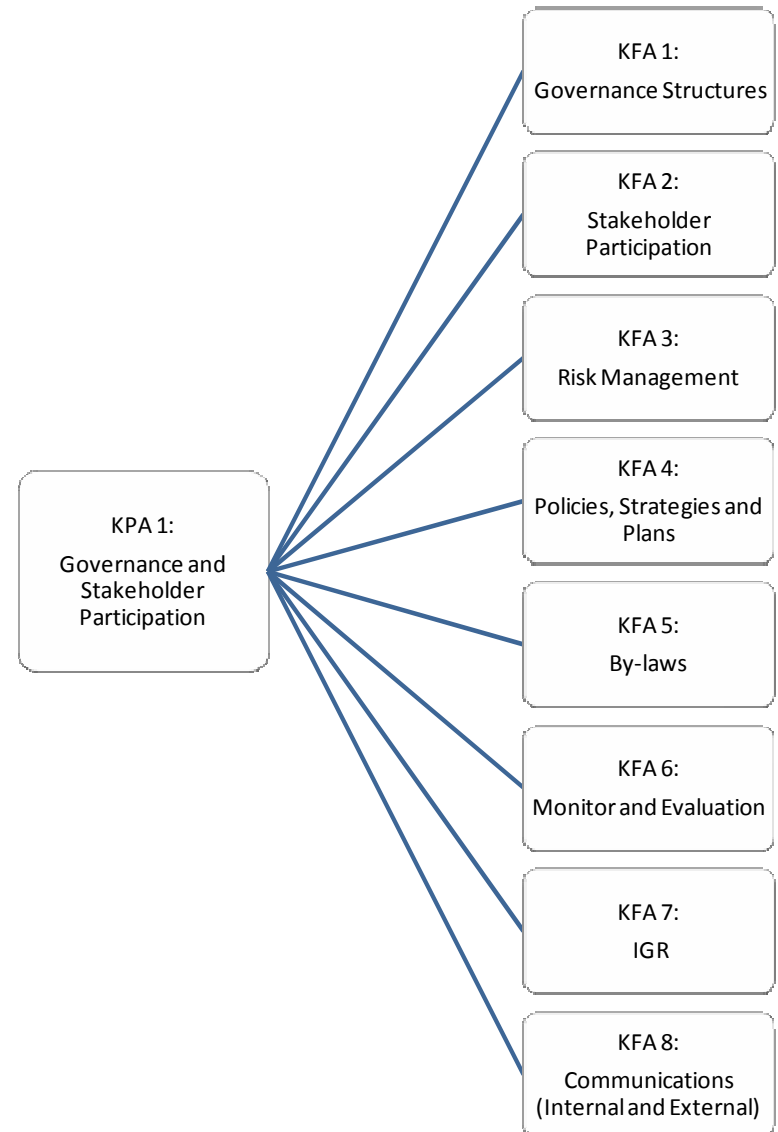 KFA 1:
Governance Structures
KFA 2:
Stakeholder
Participation
KFA 3:
Risk Management
KFA 4:
Policies, Strategies and
Plans
KPA 1:
Governance and
Stakeholder
Participation
KFA 5:
By-laws
KFA 6:
Monitor and Evaluation
KFA 7:
IGR
KFA 8:
Communications
(Internal and External)